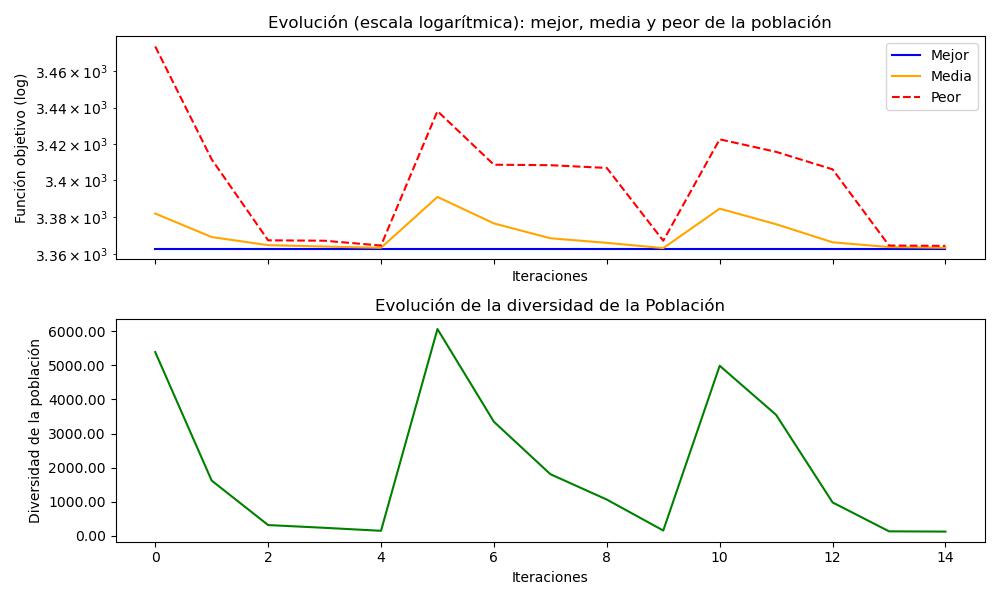 Evolución (escala logarítmica): mejor, media y peor de la población
Función objetivo (log)
3.46 × 10³
3.44 × 10³
3.42 × 10³
3.4 × 10³
3.38 × 10³
3.36 × 10³
Mejor
Media
Peor
Iteraciones
Evolución de la diversidad de la Población
Diversidad de la población
6000.00
5000.00
4000.00
3000.00
2000.00
1000.00
0.00
0 2 4 6 8 10 12 14
Iteraciones